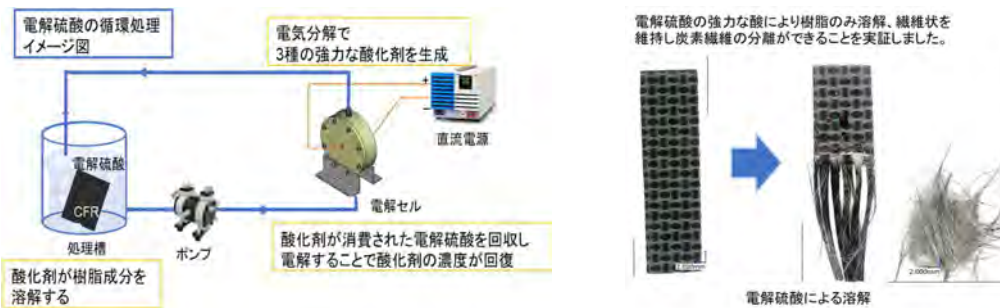 電解硫酸の循環処理
イメージ図
電気分解で
3種の強力な酸化剤を生成
+
−
直流電源
電解硫酸
CFR
処理槽
ポンプ
電解セル
酸化剤が樹脂成分を
溶解する
酸化剤が消費された電解硫酸を回収し
電解することで酸化剤の濃度が回復
電解硫酸の強力な酸により樹脂のみ溶解、繊維状を
維持し炭素繊維の分離ができることを実証しました。
2.000mm
電解硫酸による溶解